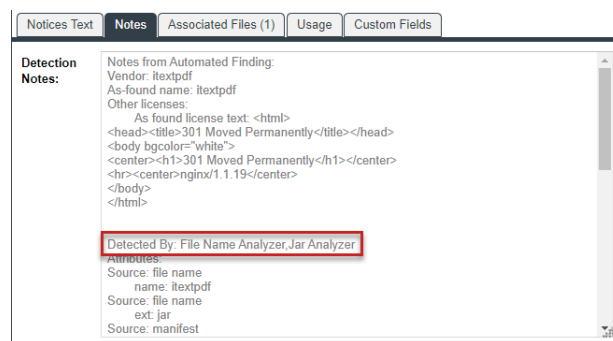 Notices Text Notes Associated Files (1) Usage Custom Fields
Detection Notes:
Notes from Automated Finding:
Vendor: itextpdf
As-found name: itextpdf
Other licenses:
As found license text: <html>
<head><title>301 Moved Permanently</title></head>
<body bgcolor="white">
<center><h1>301 Moved Permanently</h1></center>
<hr><center>nginx/1.1.19</center>
</body>
</html>
Detected By: File Name Analyzer,Jar Analyzer
Attributes:
Source: file name
name: itextpdf
Source: file name
ext: jar
Source: manifest